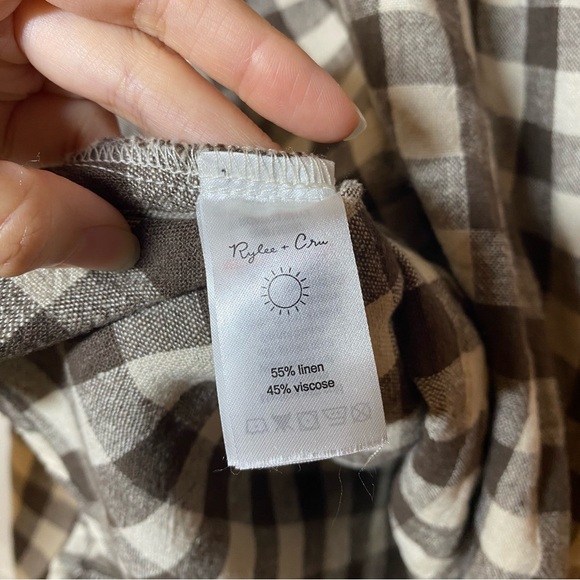 Rylee + Cru
55% linen
45% viscose